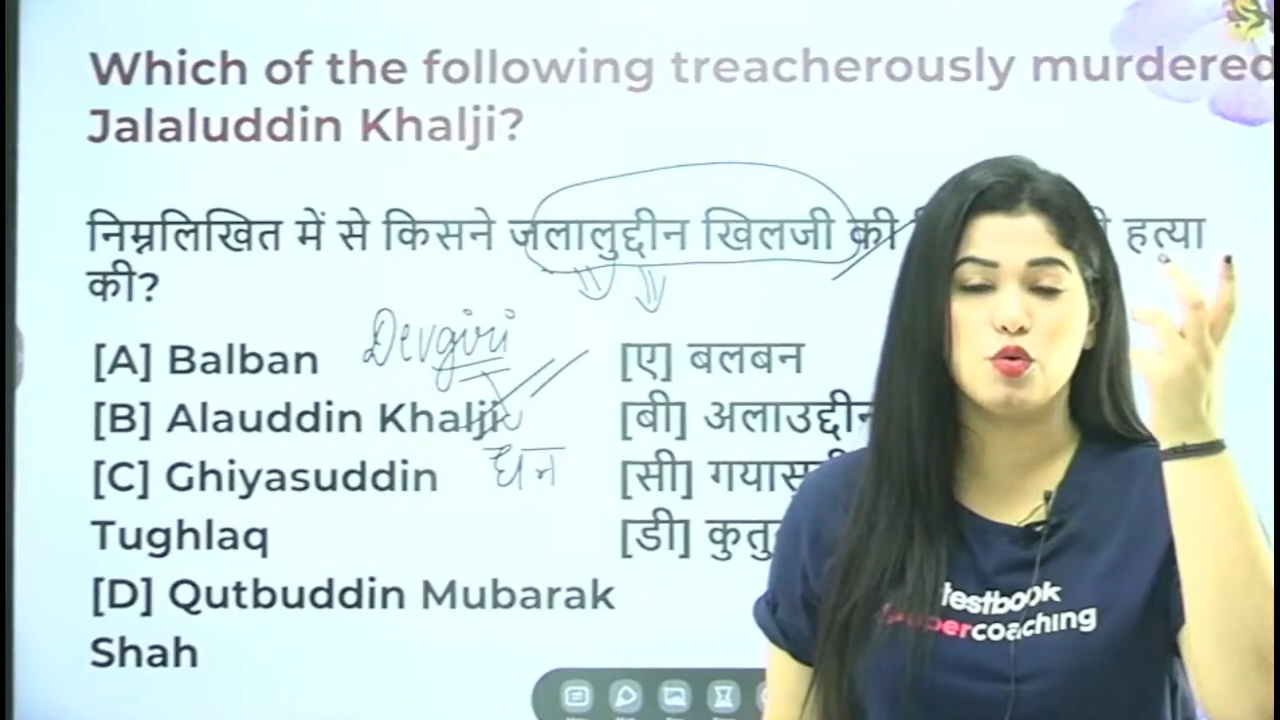 Which of the following treacherously murdered
Jalaluddin Khalji?
निम्नलिखित में से किसने जलालुद्दीन खिलजी की हत्या
की?
Devgiri
[A] Balban
[B] Alauddin Khalji
धन
[C] Ghiyasuddin
Tughlaq
[D] Qutbuddin Mubarak
Shah
[ए] बलबन
[बी] अलाउद्दीन
[सी]
[डी]
testbook
supercoaching